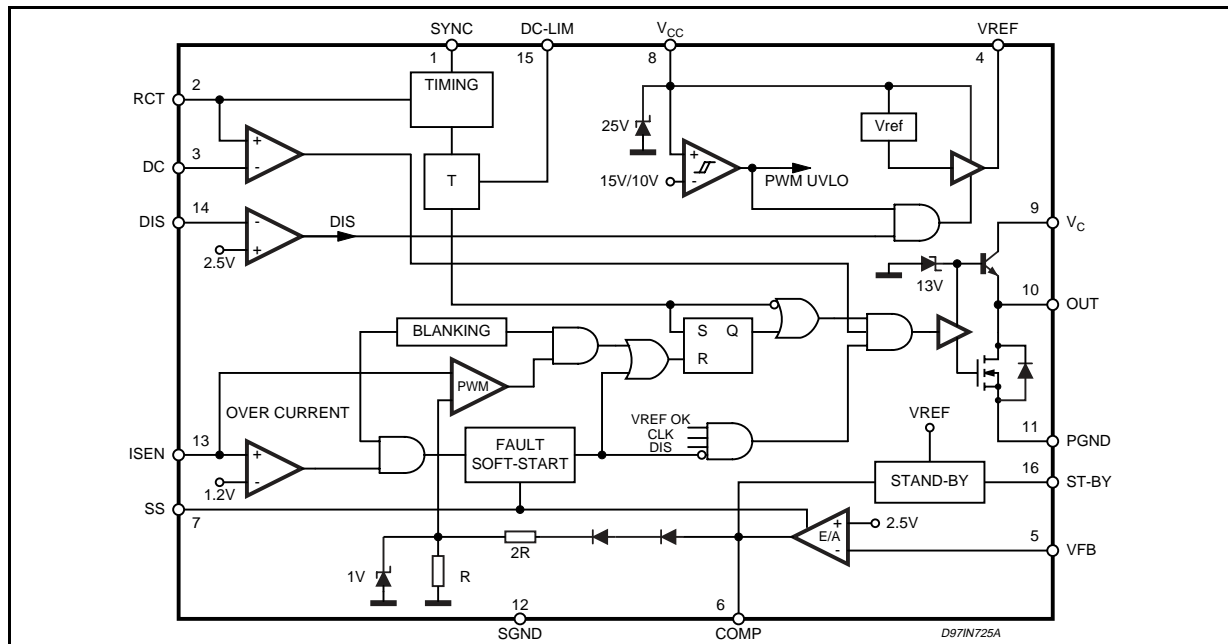 SYNC
DC-LIM
VCC
VREF
1
15
8
4
2
RCT
TIMING
25V
Vref
3
DC
+
-
T
+
-
15V/10V
PWM UVLO
14
DIS
-
+
DIS
2.5V
9
VC
13V
10
OUT
BLANKING
S
Q
R
PWM
OVER CURRENT
VREF OK
CLK
DIS
VREF
11
PGND
13
ISEN
+
-
1.2V
FAULT
SOFT-START
STAND-BY
16
ST-BY
SS
7
2R
E/A
+
-
2.5V
5
VFB
1V
R
12
SGND
6
COMP
D97IN725A